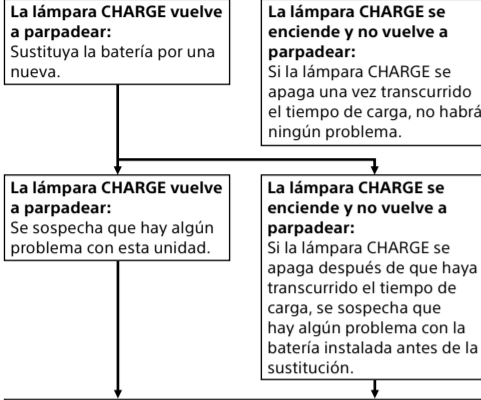 La lámpara CHARGE vuelve
a parpadear:
Sustituya la batería por una
nueva.
La lámpara CHARGE se
enciende y no vuelve a
parpadear:
Si la lámpara CHARGE se
apaga una vez transcurrido
el tiempo de carga, no habrá
ningún problema.
La lámpara CHARGE vuelve
a parpadear:
Se sospecha que hay algún
problema con esta unidad.
La lámpara CHARGE se
enciende y no vuelve a
parpadear:
Si la lámpara CHARGE se
apaga después de que haya
transcurrido el tiempo de
carga, se sospecha que
hay algún problema con la
batería instalada antes de la
sustitución.